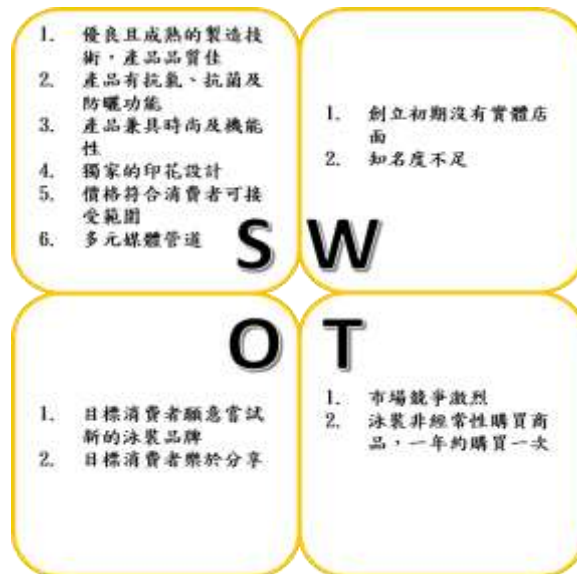 1. 優良且成熟的製造技
術，產品品質佳
2. 產品有抗氯、抗菌及
防曬功能
3. 產品兼具時尚及機能
性
4. 獨家的印花設計
5. 價格符合消費者可接
受範圍
6. 多元媒體管道
S
1. 創立初期沒有實體店
面
2. 知名度不足
W
O
1. 目標消費者願意嘗試
新的泳裝品牌
2. 目標消費者樂於分享
T
1. 市場競爭激烈
2. 泳裝非經常性購買商
品，一年約購買一次